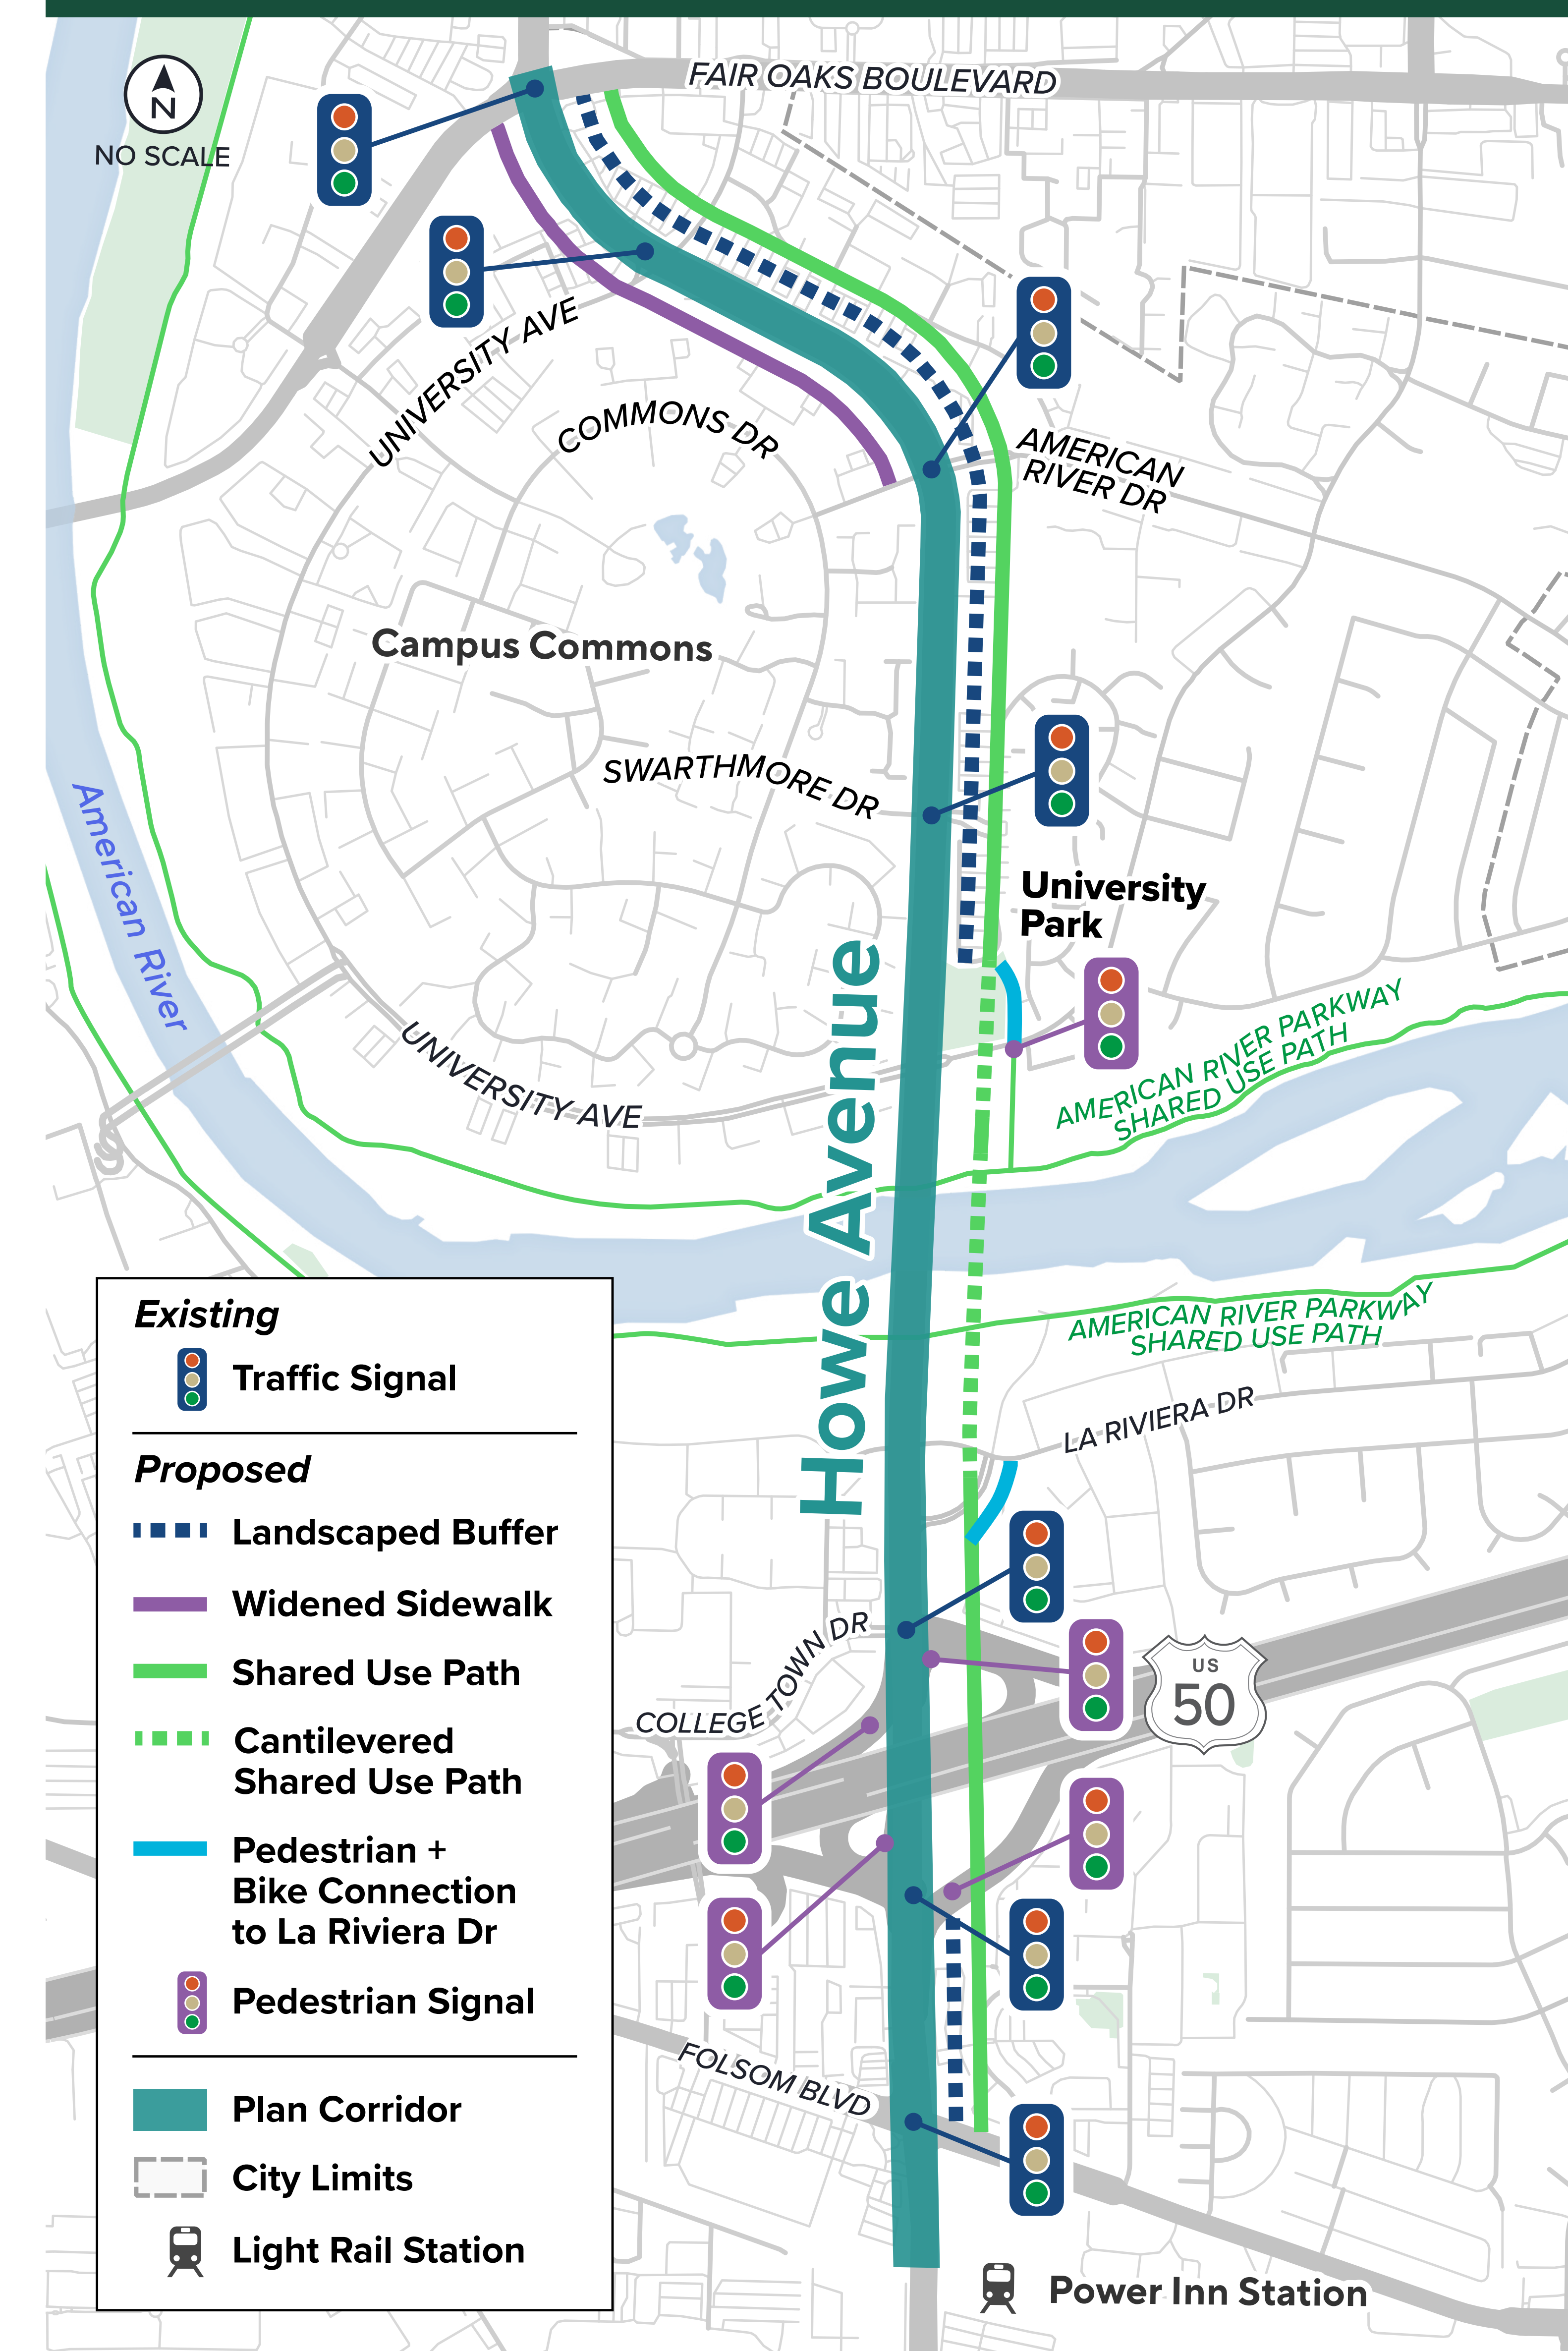 FAIR OAKS BOULEVARD
N
NO SCALE
UNIVERSITY AVE
COMMONS DR
AMERICAN
RIVER DR
Campus Commons
SWARTHMORE DR
American River
University
Park
Howe Avenue
UNIVERSITY AVE
AMERICAN RIVER PARKWAY
SHARED USE PATH
AMERICAN RIVER PARKWAY
SHARED USE PATH
LA RIVIERA DR
COLLEGE TOWN DR
US
50
FOLSOM BLVD
Power Inn Station
Existing
Traffic Signal
Proposed
Landscaped Buffer
Widened Sidewalk
Shared Use Path
Cantilevered
Shared Use Path
Pedestrian +
Bike Connection
to La Riviera Dr
Pedestrian Signal
Plan Corridor
City Limits
Light Rail Station